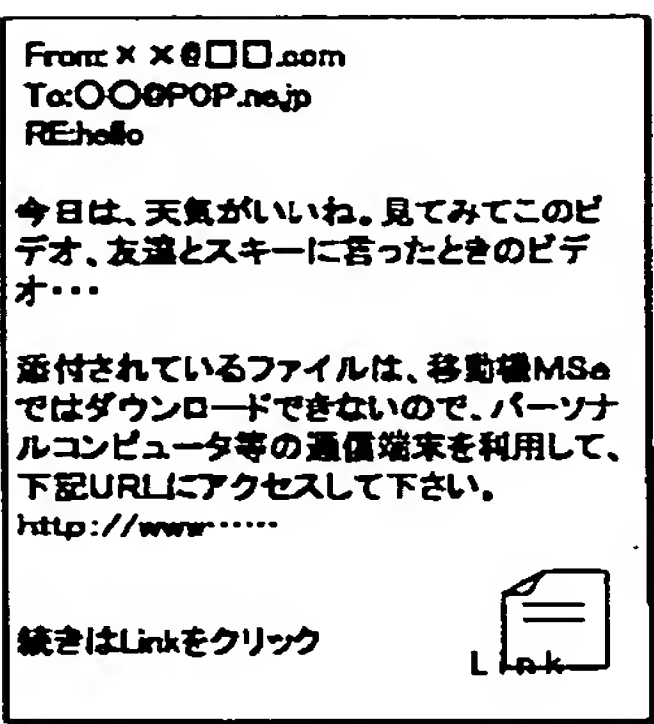 From: × ×@□□.com
To:〇〇@POP.ne.jp
RE:hello
今日は、天気がいいね。見てみてこのビ
デオ、友達とスキーに言ったときのビデ
オ・・・
添付されているファイルは、移動機MSa
ではダウンロードできないので、パーソナ
ルコンピュータ等の通信端末を利用して、
下記URLにアクセスして下さい。
http://www……
続きはLinkをクリック
Link